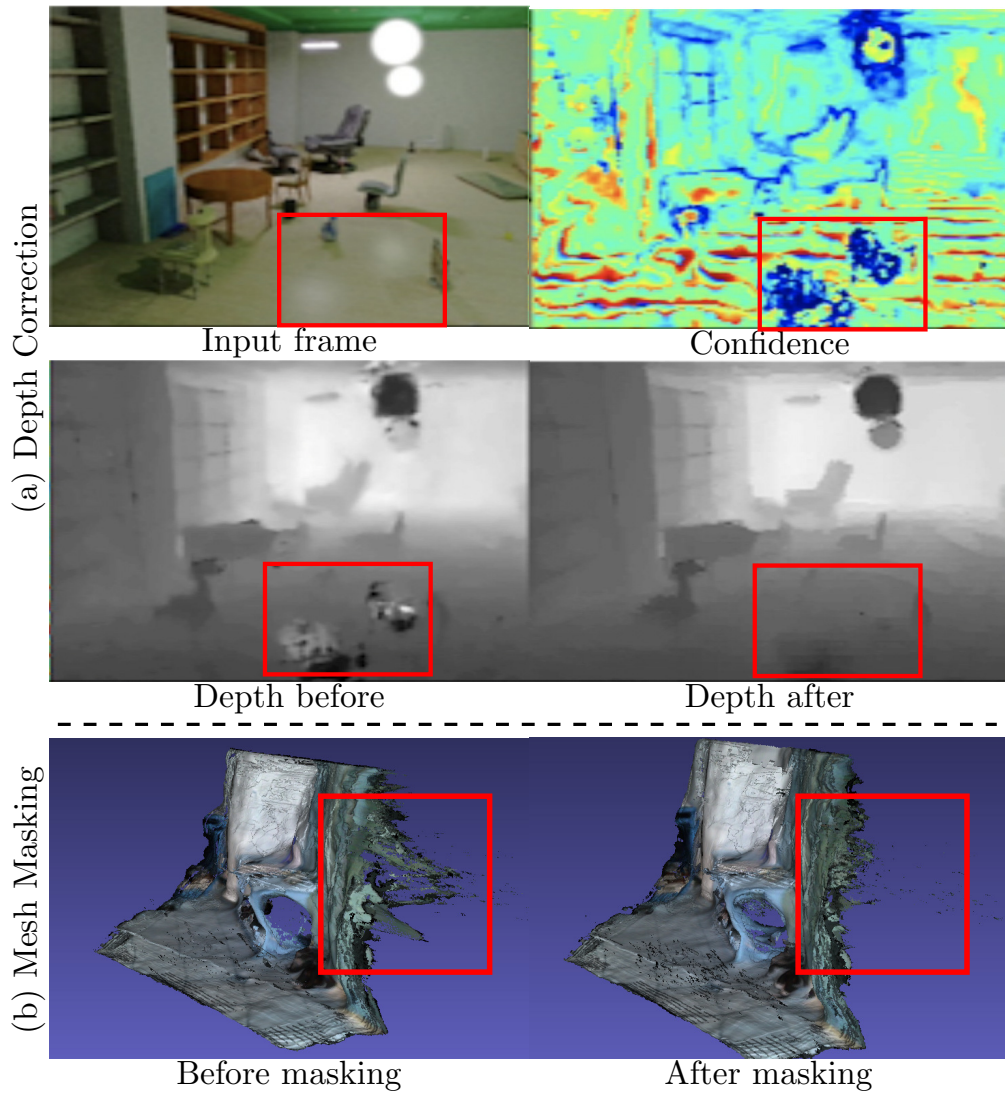 (a) Depth Correction
Input frame
Confidence
Depth before
Depth after
(b) Mesh Masking
Before masking
After masking